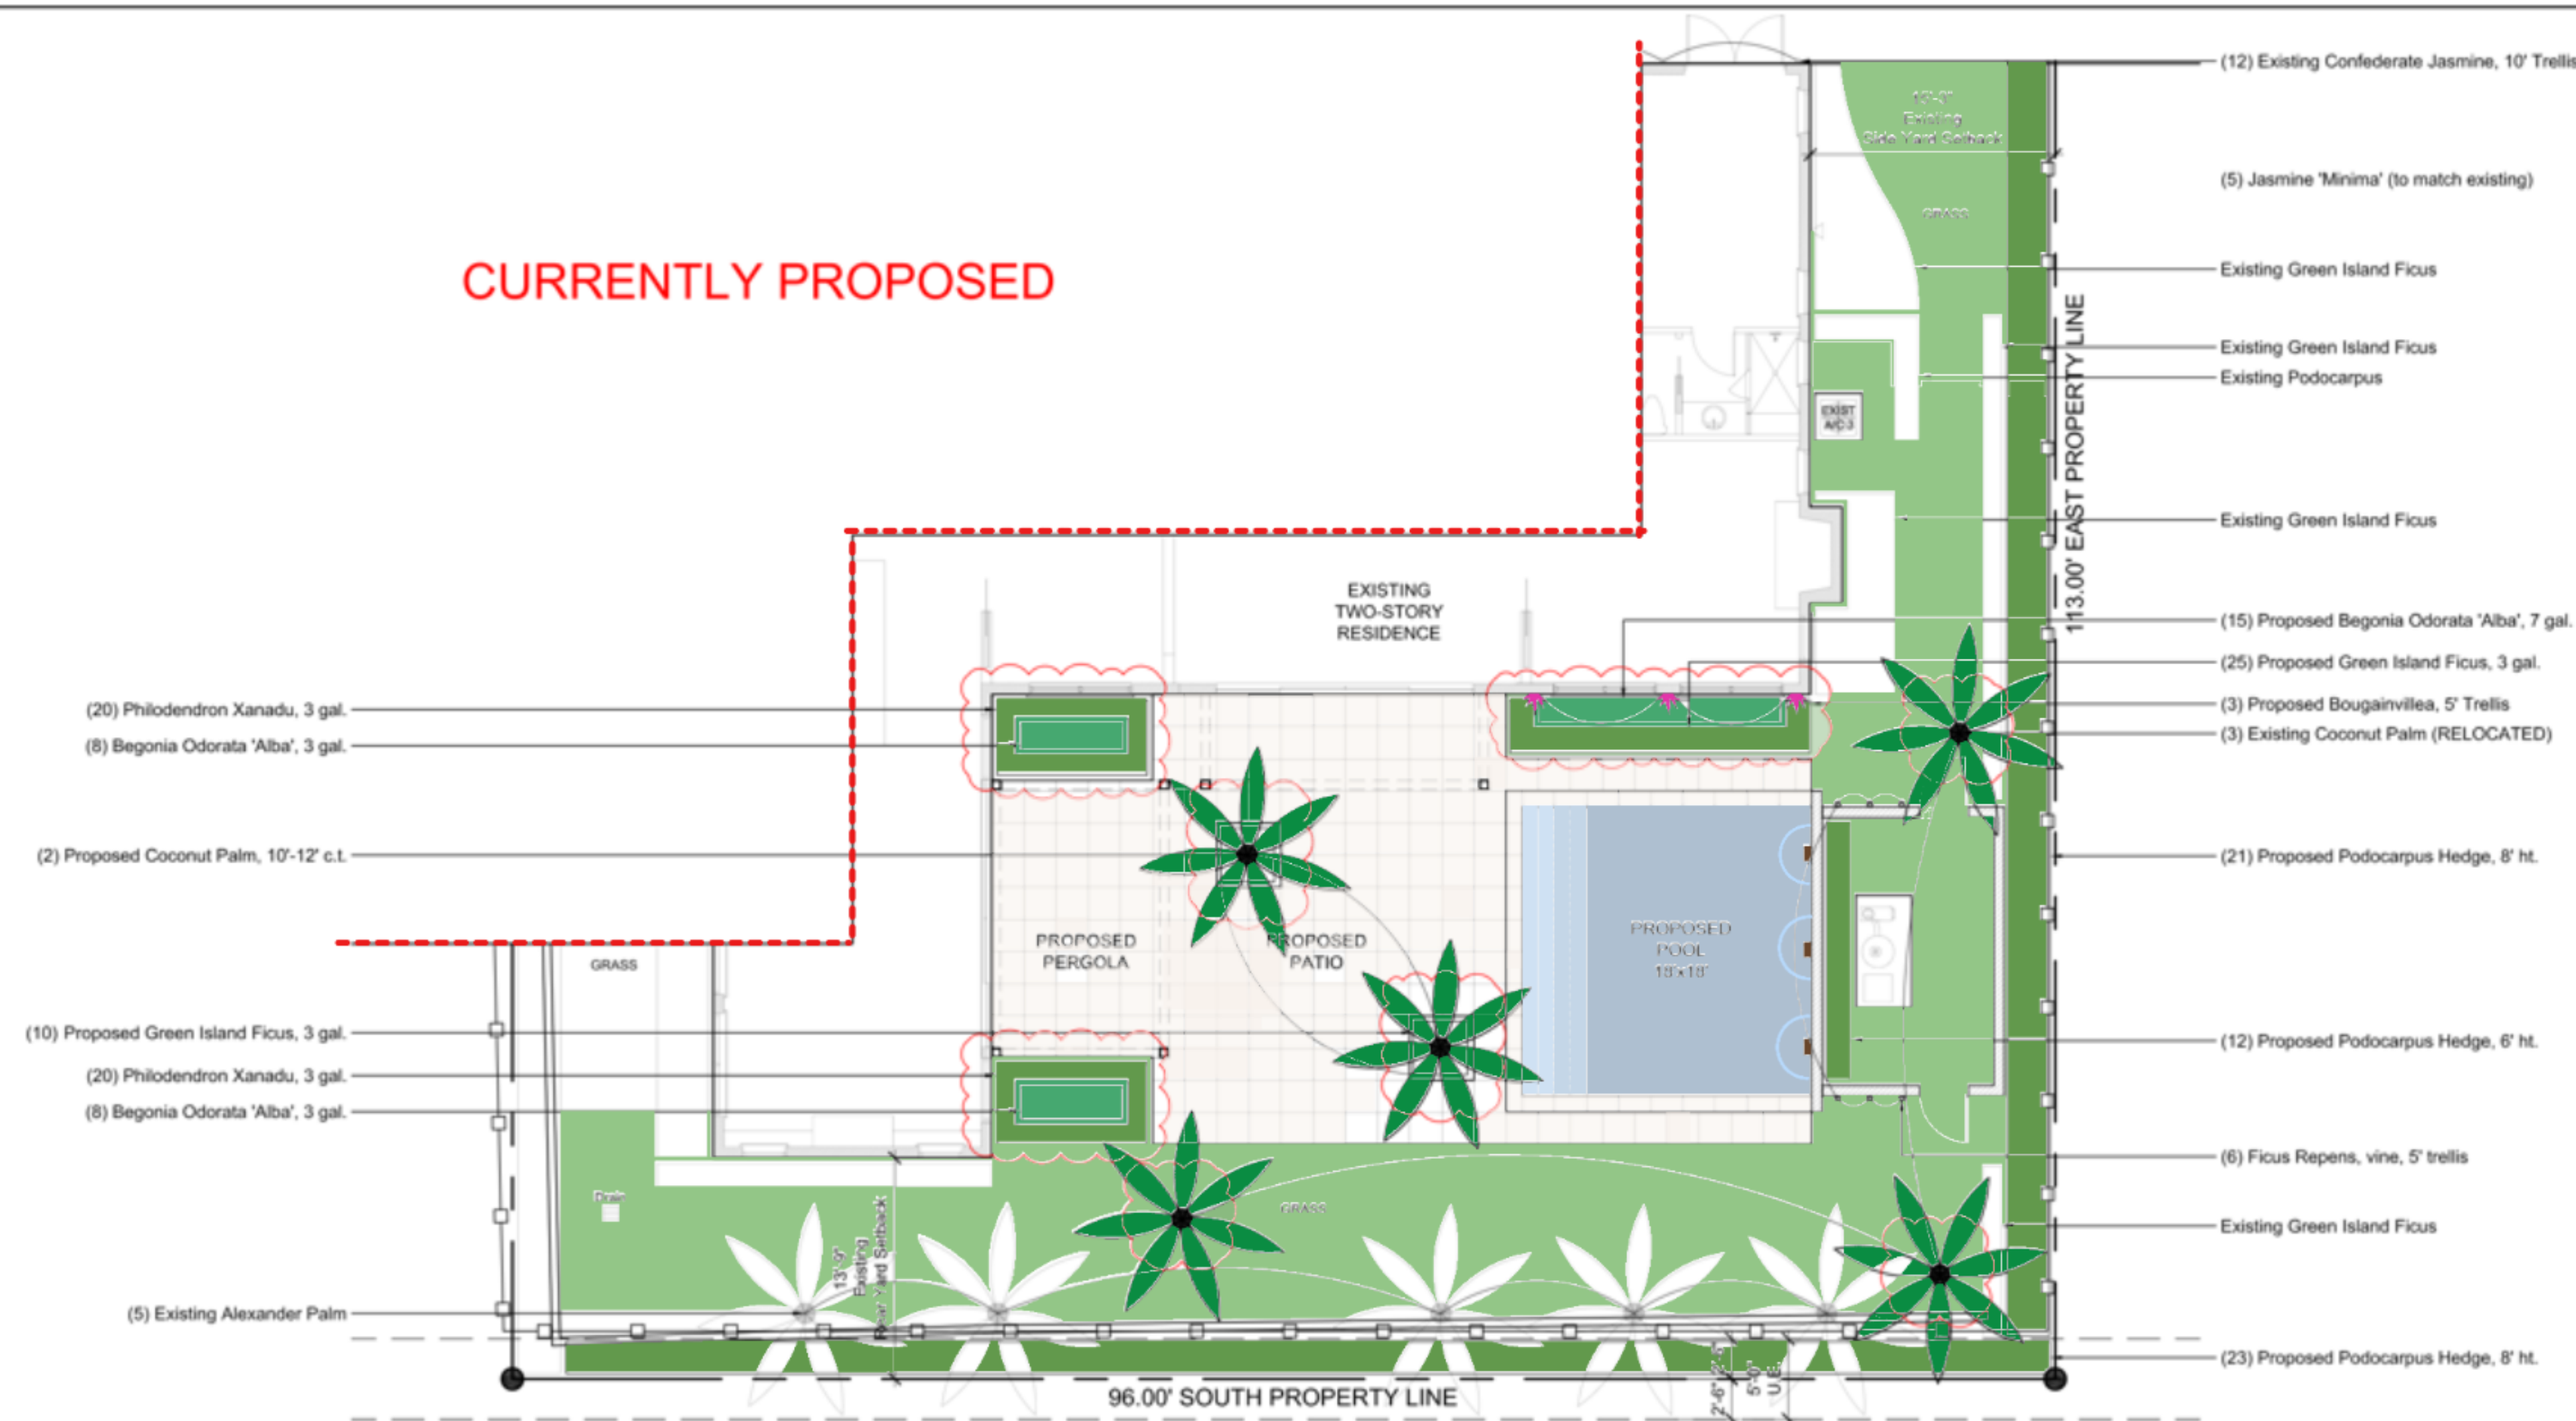 (12) Existing Confederate Jasmine, 10' Trellis
Existing
Side Yard Setback
(5) Jasmine 'Minima' (to match existing)
GRASS
CURRENTLY PROPOSED
Existing Green Island Ficus
Existing Green Island Ficus
Existing Podocarpus
EXIST
A/C 3
113.00' EAST PROPERTY LINE
Existing Green Island Ficus
EXISTING
TWO-STORY
RESIDENCE
(15) Proposed Begonia Odorata 'Alba', 7 gal.
(25) Proposed Green Island Ficus, 3 gal.
(20) Philodendron Xanadu, 3 gal.
(3) Proposed Bougainvillea, 5' Trellis
(8) Begonia Odorata 'Alba', 3 gal.
(3) Existing Coconut Palm (RELOCATED)
(2) Proposed Coconut Palm, 10'-12' c.t.
(21) Proposed Podocarpus Hedge, 8' ht.
PROPOSED
PERGOLA
PROPOSED
PATIO
PROPOSED
POOL
18'x18'
GRASS
(10) Proposed Green Island Ficus, 3 gal.
(12) Proposed Podocarpus Hedge, 6' ht.
(20) Philodendron Xanadu, 3 gal.
(8) Begonia Odorata 'Alba', 3 gal.
(6) Ficus Repens, vine, 5' trellis
Drain
GRASS
13'-9"
Existing
Rear Yard Setback
Existing Green Island Ficus
(5) Existing Alexander Palm
(23) Proposed Podocarpus Hedge, 8' ht.
2'-6"
5'-0"
U.E.
96.00' SOUTH PROPERTY LINE